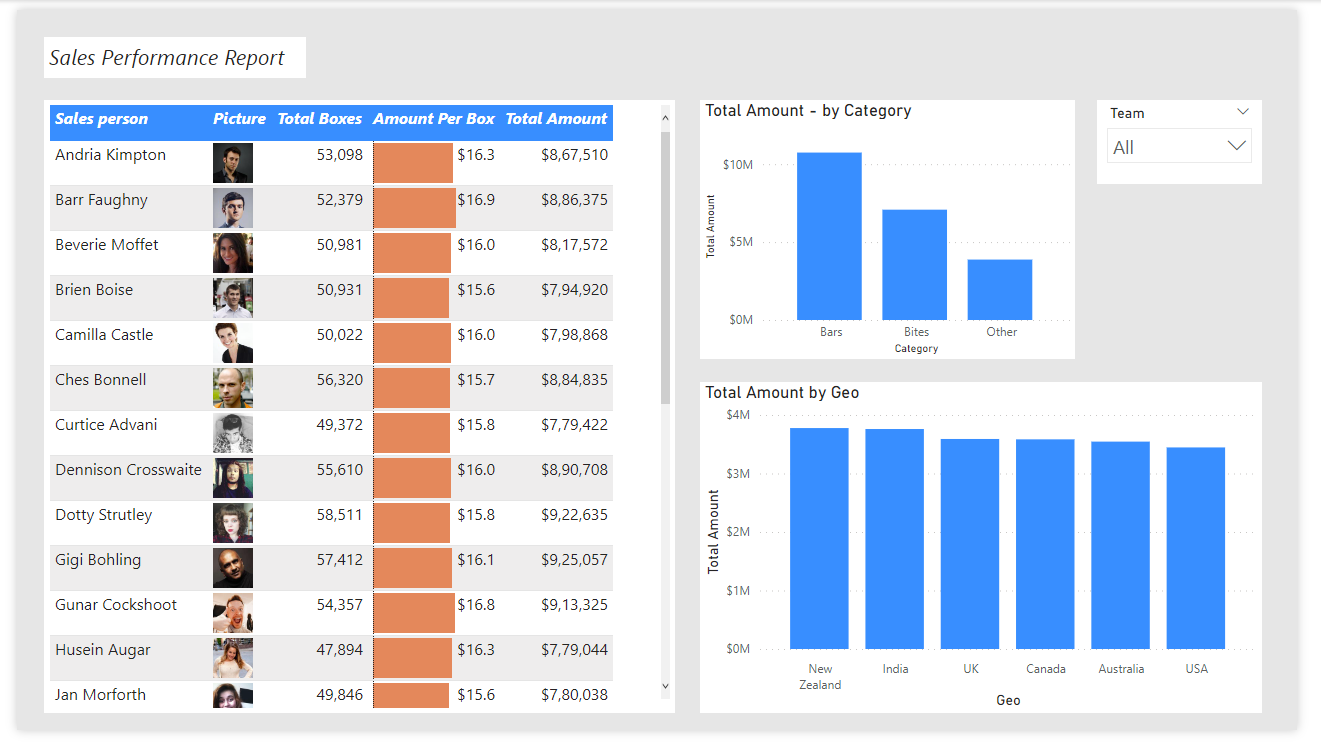 Sales Performance Report
Sales person Picture Total Boxes Amount Per Box Total Amount
Andria Kimpton 53,098 $16.3 $8,67,510
Barr Faughny 52,379 $16.9 $8,86,375
Beverie Moffet 50,981 $16.0 $8,17,572
Brien Boise 50,931 $15.6 $7,94,920
Camilla Castle 50,022 $16.0 $7,98,868
Ches Bonnell 56,320 $15.7 $8,84,835
Curtice Advani 49,372 $15.8 $7,79,422
Dennison Crosswaite 55,610 $16.0 $8,90,708
Dotty Strutley 58,511 $15.8 $9,22,635
Gigi Bohling 57,412 $16.1 $9,25,057
Gunar Cockshoot 54,357 $16.8 $9,13,325
Husein Augar 47,894 $16.3 $7,79,044
Jan Morforth 49,846 $15.6 $7,80,038
Total Amount - by Category
Total Amount
$10M
$5M
$0M
Bars Bites Other
Category
Team
All
Total Amount by Geo
Total Amount
$4M
$3M
$2M
$1M
$0M
New India UK Canada Australia USA
Zealand
Geo